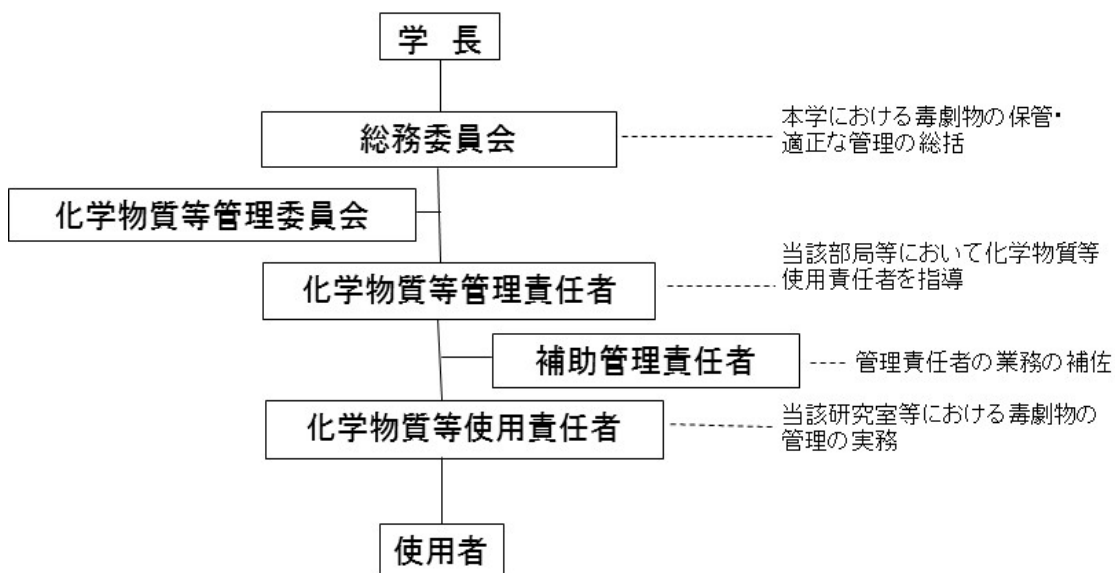 学 長
総務委員会
本学における毒劇物の保管・
適正な管理の総括
化学物質等管理委員会
化学物質等管理責任者
当該部局等において化学物質等
使用責任者を指導
補助管理責任者
管理責任者の業務の補佐
化学物質等使用責任者
当該研究室等における毒劇物の
管理の実務
使用者